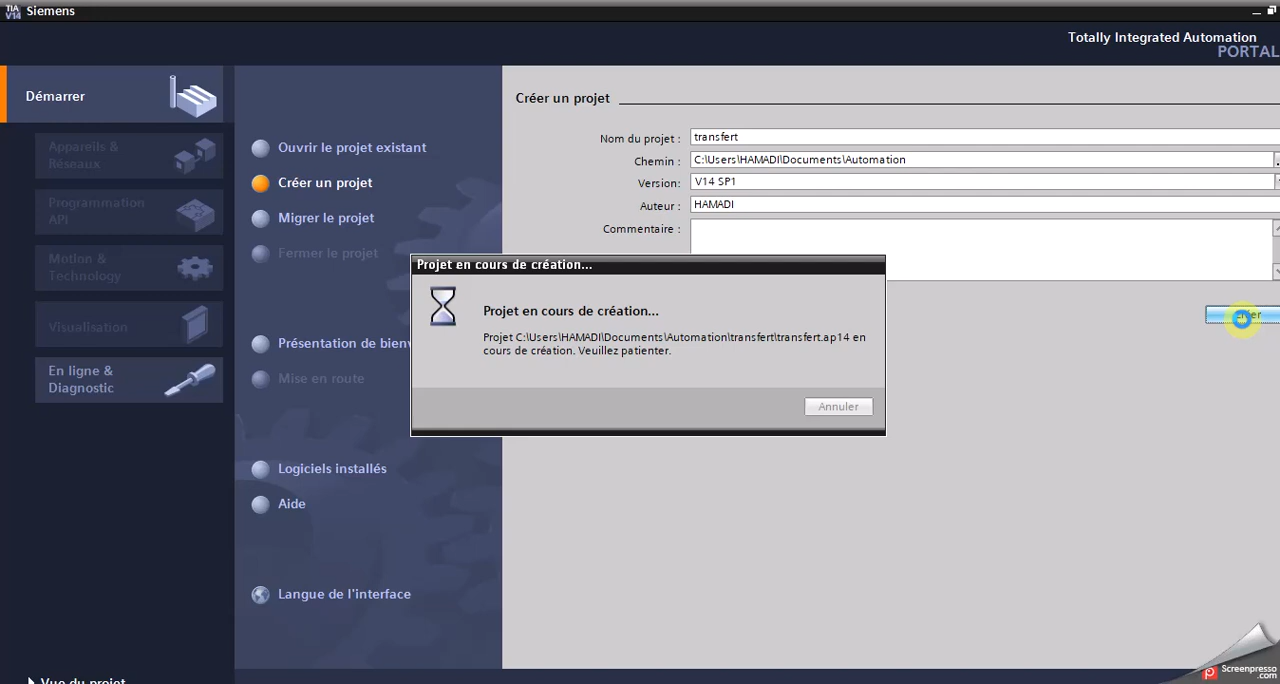 TIA
V14
Siemens
Totally Integrated Automation
PORTAL
Démarrer
Appareils &
Réseaux
Programmation
API
Motion &
Technology
Visualisation
En ligne &
Diagnostic
Vue du projet
Ouvrir le projet existant
Créer un projet
Migrer le projet
Fermer le projet
Présentation de bienv
Mise en route
Logiciels installés
Aide
Langue de l'interface
Créer un projet
Nom du projet : transfert
Chemin : C:\Users\HAMADI\Documents\Automation
Version: V14 SP1
Auteur : HAMADI
Commentaire :
Projet en cours de création...
Projet en cours de création...
Projet C:\Users\HAMADI\Documents\Automation\transfert\transfert.ap14 en
cours de création. Veuillez patienter.
Annuler
Screenpresso
.com